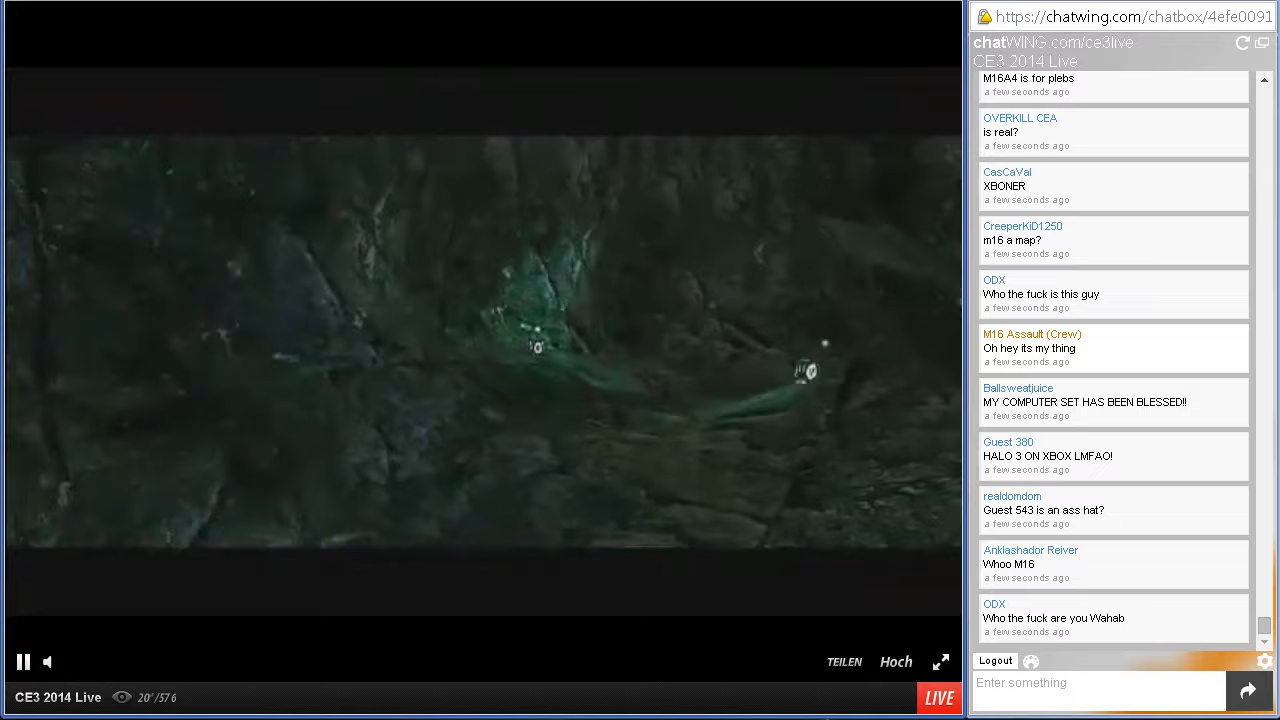 https://chatwing.com/chatbox/4efe0091
chatWING.com/ce3live
CE3 2014 Live
M16A4 is for plebs
a few seconds ago
OVERKILL CEA
is real?
a few seconds ago
CasCaVal
XBONER
a few seconds ago
CreeperKiD1250
m16 a map?
a few seconds ago
ODX
Who the fuck is this guy
a few seconds ago
M16 Assault (Crew)
Oh hey its my thing
a few seconds ago
Ballsweatjuice
MY COMPUTER SET HAS BEEN BLESSED!!
a few seconds ago
Guest 380
HALO 3 ON XBOX LMFAO!
a few seconds ago
realdomdom
Guest 543 is an ass hat?
a few seconds ago
Anklashador Reiver
Whoo M16
a few seconds ago
ODX
Who the fuck are you Wahab
a few seconds ago
Logout
Enter something
TEILEN Hoch
CE3 2014 Live
LIVE